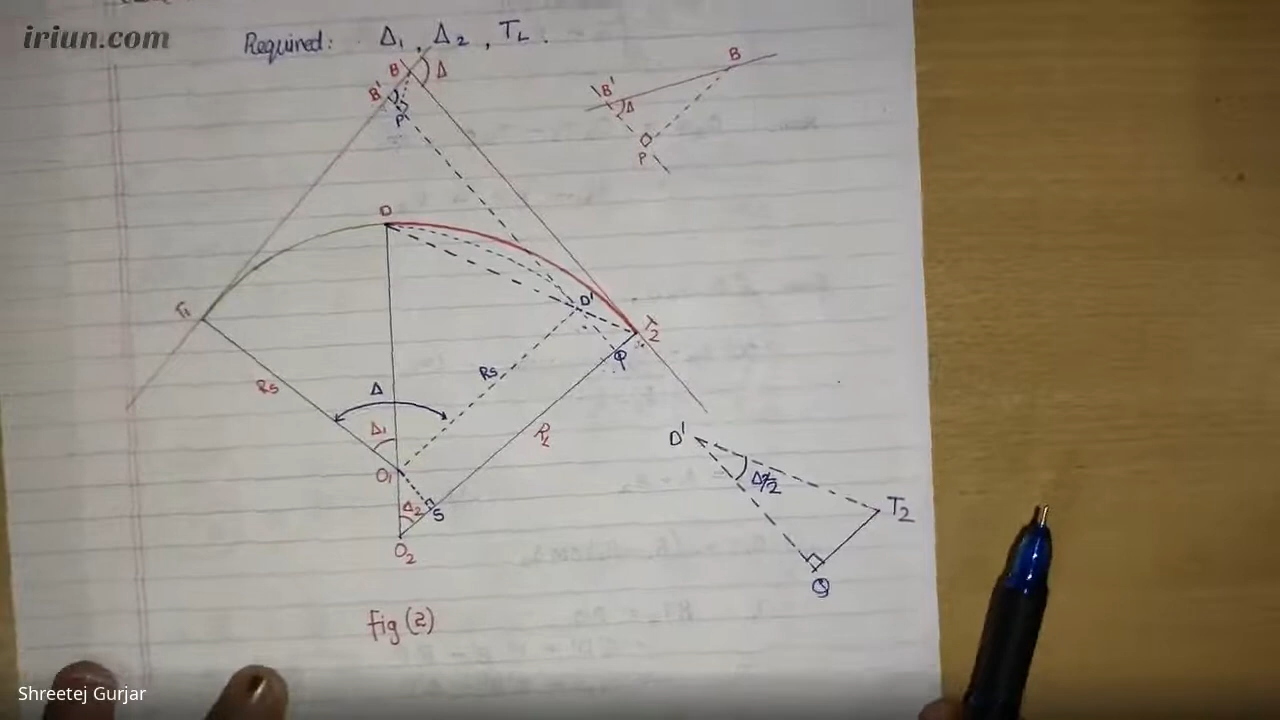 iriun.com
Required: Δ₁, Δ₂, TL.
B
Δ
B'
P
B'
B
Δ
P
D
T₁
D'
T₂
Q
Rs
Δ
Rs
Δ₁
O₁
Δ₂
S
O₂
D'
Δ₂/2
T₂
Q
fig (2)
Shreetej Gurjar